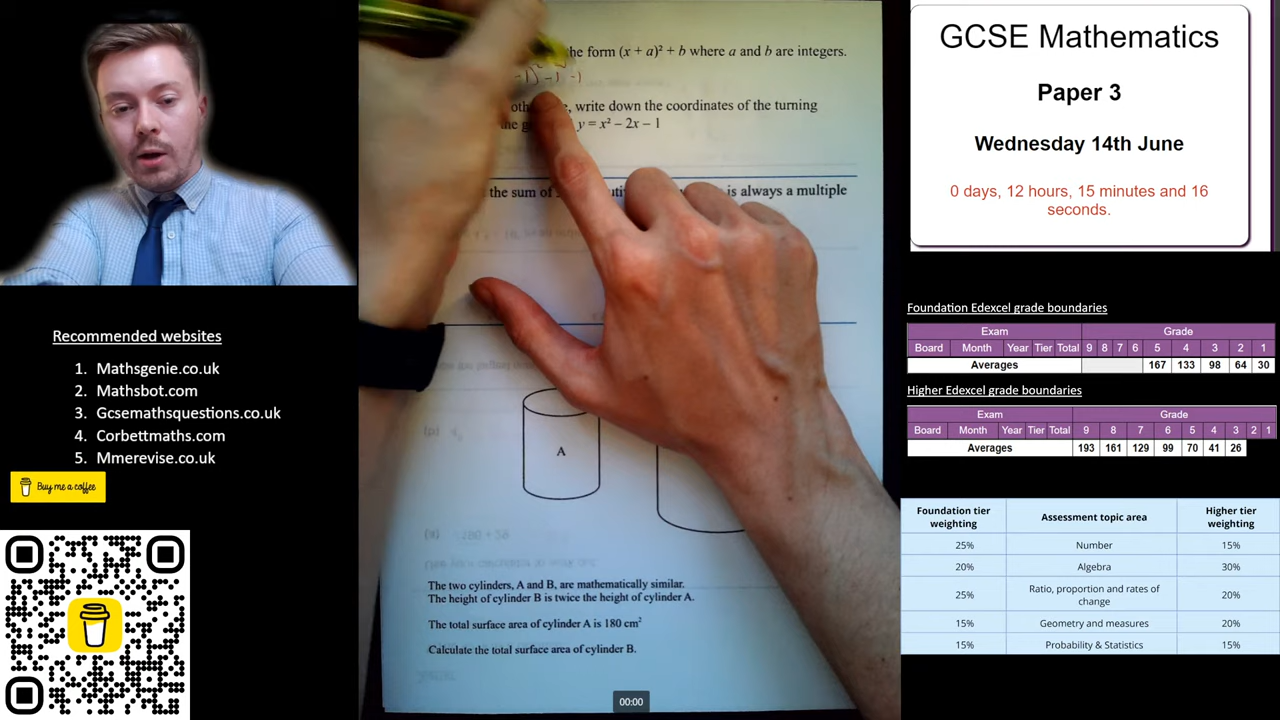 Recommended websites
1. Mathsgenie.co.uk
2. Mathsbot.com
3. Gcsemathsquestions.co.uk
4. Corbettmaths.com
5. Mmerevise.co.uk
Buy me a coffee
the form (x + a)² + b where a and b are integers.
-1)² -1 -1
write down the coordinates of the turning
y = x² − 2x − 1
the sum of
is always a multiple
A
The two cylinders, A and B, are mathematically similar.
The height of cylinder B is twice the height of cylinder A.
The total surface area of cylinder A is 180 cm²
Calculate the total surface area of cylinder B.
00:00
GCSE Mathematics
Paper 3
Wednesday 14th June
0 days, 12 hours, 15 minutes and 16
seconds.
Foundation Edexcel grade boundaries
Exam Grade
Board Month Year Tier Total 9 8 7 6 5 4 3 2 1
Averages 167 133 98 64 30
Higher Edexcel grade boundaries
Exam Grade
Board Month Year Tier Total 9 8 7 6 5 4 3 2 1
Averages 193 161 129 99 70 41 26
Foundation tier weighting Assessment topic area Higher tier weighting
25% Number 15%
20% Algebra 30%
25% Ratio, proportion and rates of change 20%
15% Geometry and measures 20%
15% Probability & Statistics 15%